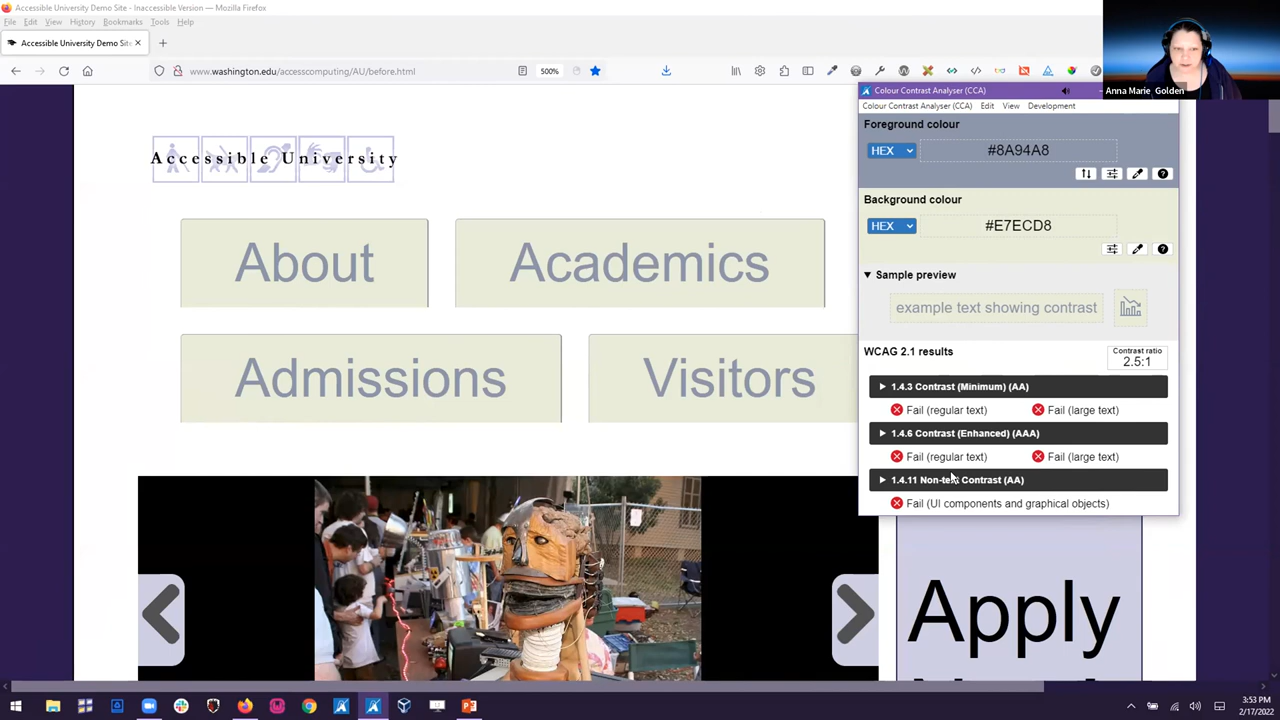 Accessible University Demo Site - Inaccessible Version — Mozilla Firefox
File Edit View History Bookmarks Tools Help
Accessible University Demo Site
www.washington.edu/accesscomputing/AU/before.html
500%
Anna Marie_Golden
Accessible University
About
Academics
Admissions
Visitors
Apply
Colour Contrast Analyser (CCA)
Colour Contrast Analyser (CCA) Edit View Development
Foreground colour
HEX #8A94A8
Background colour
HEX #E7ECD8
Sample preview
example text showing contrast
WCAG 2.1 results
Contrast ratio
2.5:1
1.4.3 Contrast (Minimum) (AA)
Fail (regular text) Fail (large text)
1.4.6 Contrast (Enhanced) (AAA)
Fail (regular text) Fail (large text)
1.4.11 Non-text Contrast (AA)
Fail (UI components and graphical objects)
3:53 PM
2/17/2022